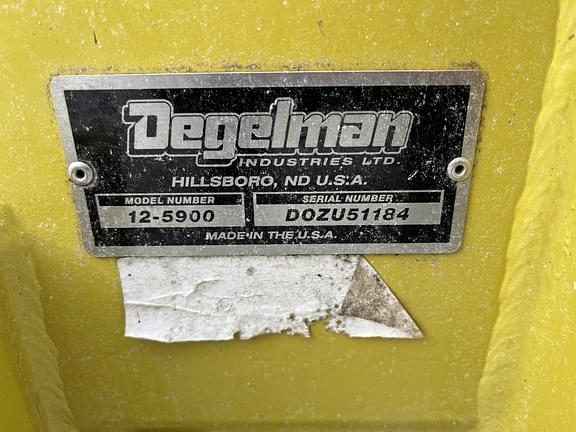 Degelman
INDUSTRIES LTD.
HILLSBORO, ND U.S.A.
MODEL NUMBER SERIAL NUMBER
12-5900 DOZU51184
MADE IN THE U.S.A.